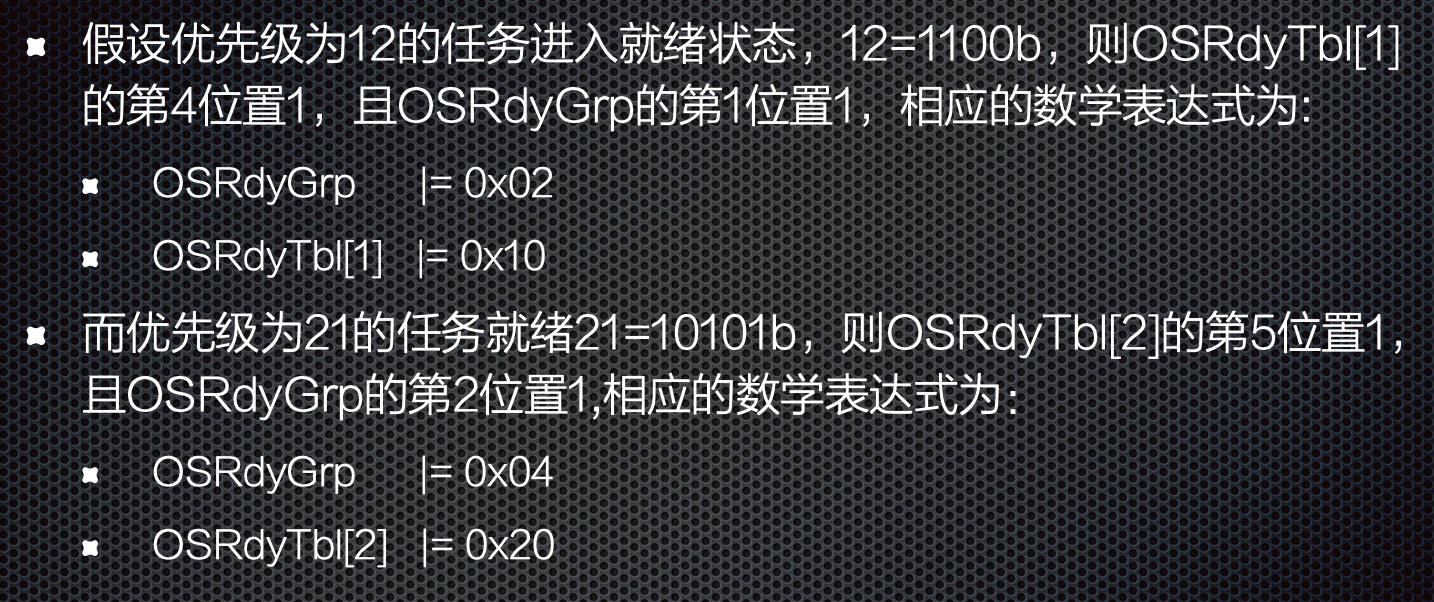 假设优先级为12的任务进入就绪状态，12=1100b，则OSRdyTbl[1]
的第4位置1，且OSRdyGrp的第1位置1，相应的数学表达式为:
OSRdyGrp |= 0x02
OSRdyTbl[1] |= 0x10
而优先级为21的任务就绪21=10101b，则OSRdyTbl[2]的第5位置1，
且OSRdyGrp的第2位置1,相应的数学表达式为：
OSRdyGrp |= 0x04
OSRdyTbl[2] |= 0x20